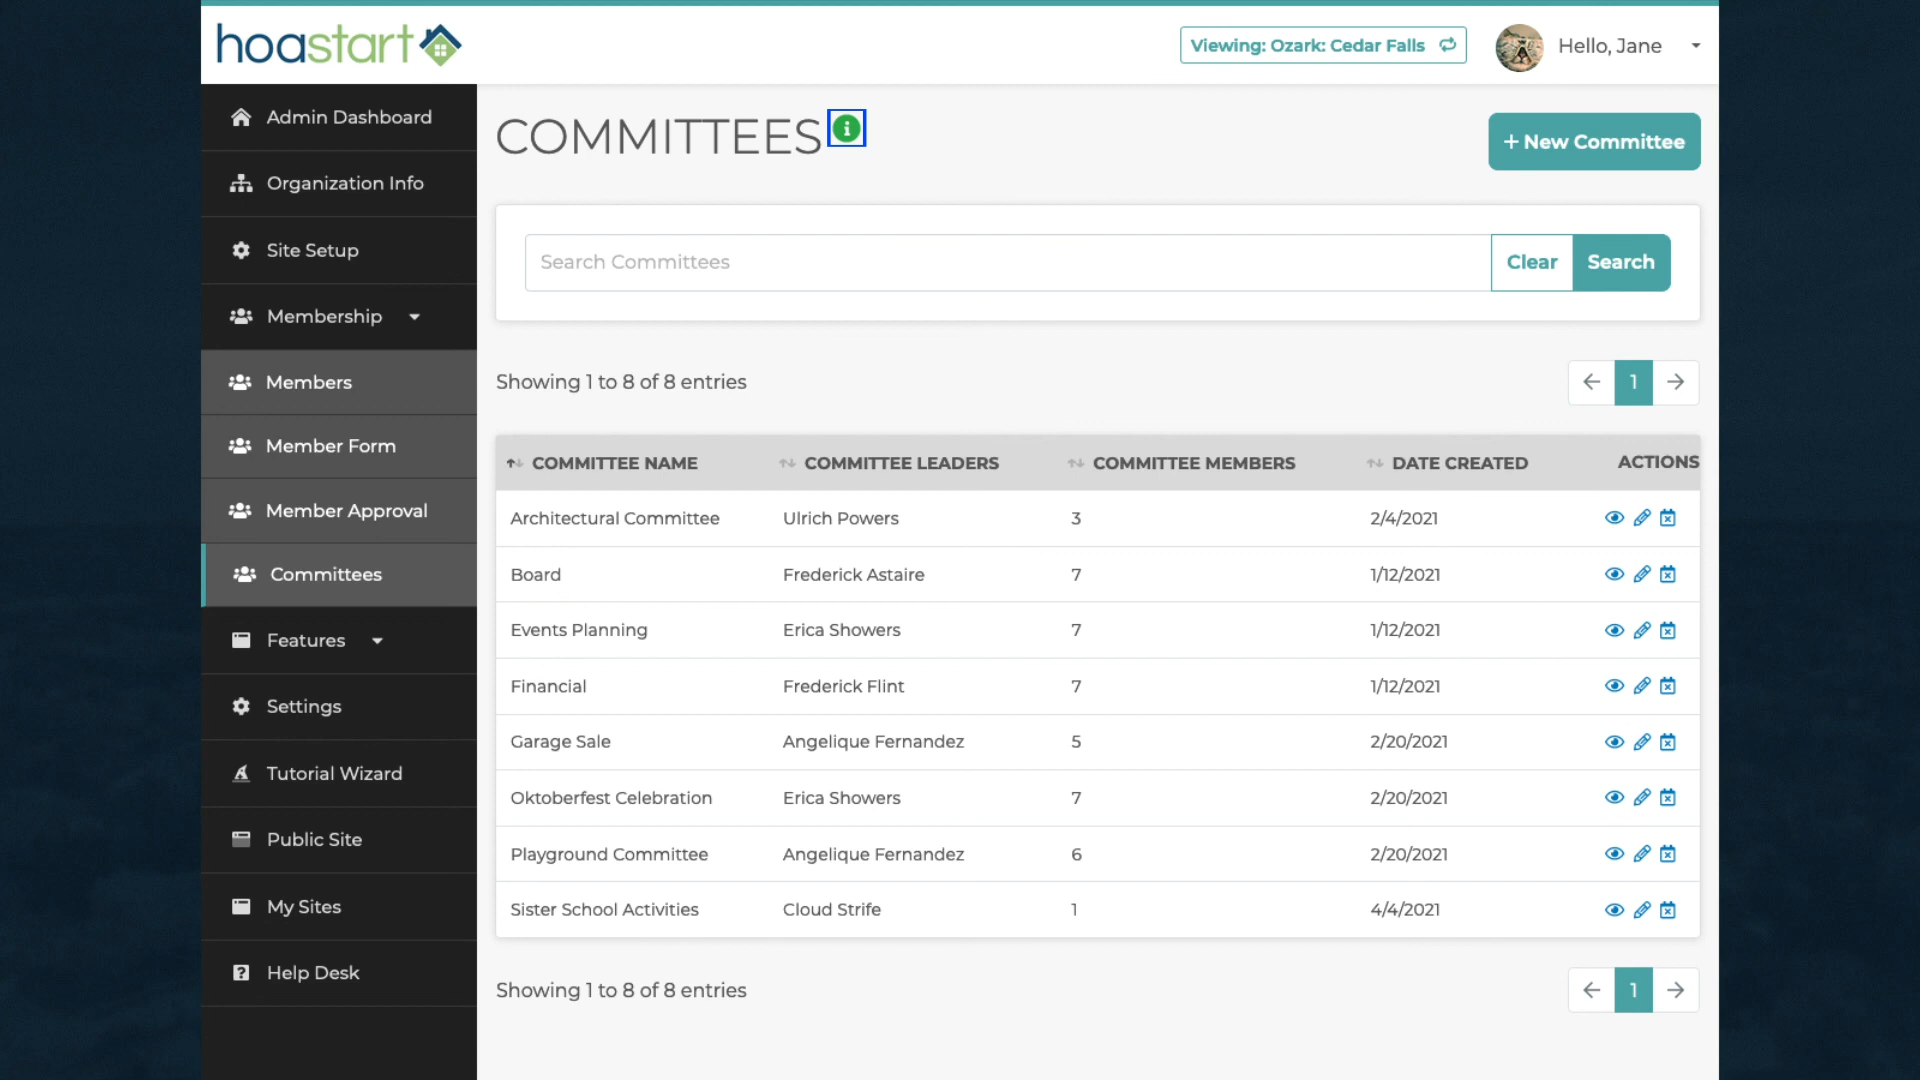 hoastart
Viewing: Ozark: Cedar Falls
Hello, Jane
Admin Dashboard
Organization Info
Site Setup
Membership
Members
Member Form
Member Approval
Committees
Features
Settings
Tutorial Wizard
Public Site
My Sites
Help Desk
COMMITTEES
+ New Committee
Search Committees
Clear
Search
Showing 1 to 8 of 8 entries
← 1 →
COMMITTEE NAME COMMITTEE LEADERS COMMITTEE MEMBERS DATE CREATED ACTIONS
Architectural Committee Ulrich Powers 3 2/4/2021
Board Frederick Astaire 7 1/12/2021
Events Planning Erica Showers 7 1/12/2021
Financial Frederick Flint 7 1/12/2021
Garage Sale Angelique Fernandez 5 2/20/2021
Oktoberfest Celebration Erica Showers 7 2/20/2021
Playground Committee Angelique Fernandez 6 2/20/2021
Sister School Activities Cloud Strife 1 4/4/2021
Showing 1 to 8 of 8 entries
← 1 →